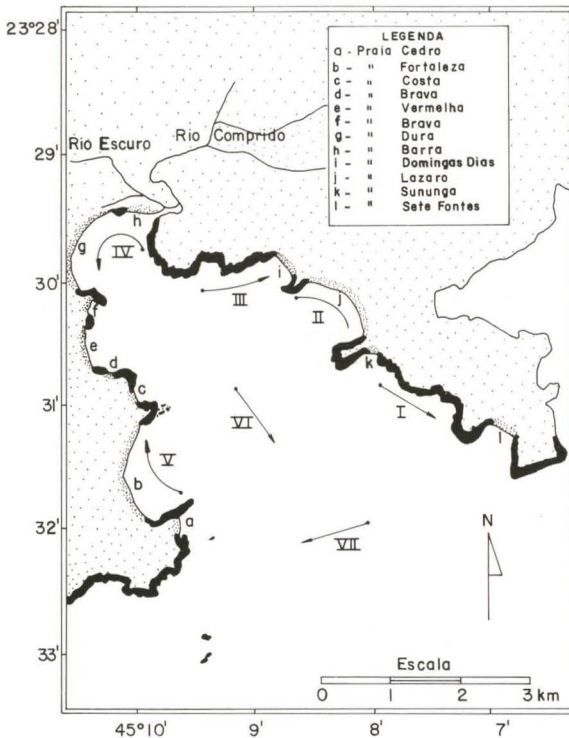 23°28'
29'
30'
31'
32'
33'
LEGENDA
a - Praia Cedro
b - " Fortaleza
c - " Costa
d - " Brava
e - " Vermelha
f - " Brava
g - " Dura
h - " Barra
i - " Domingas Dias
j - " Lazaro
k - " Sununga
l - " Sete Fontes
Rio Comprido
Rio Escuro
h
g
IV
III
i
j
II
f
e
d
k
c
I
VI
l
V
b
a
VII
N
Escala
0 1 2 3 km
45°10' 9' 8' 7'